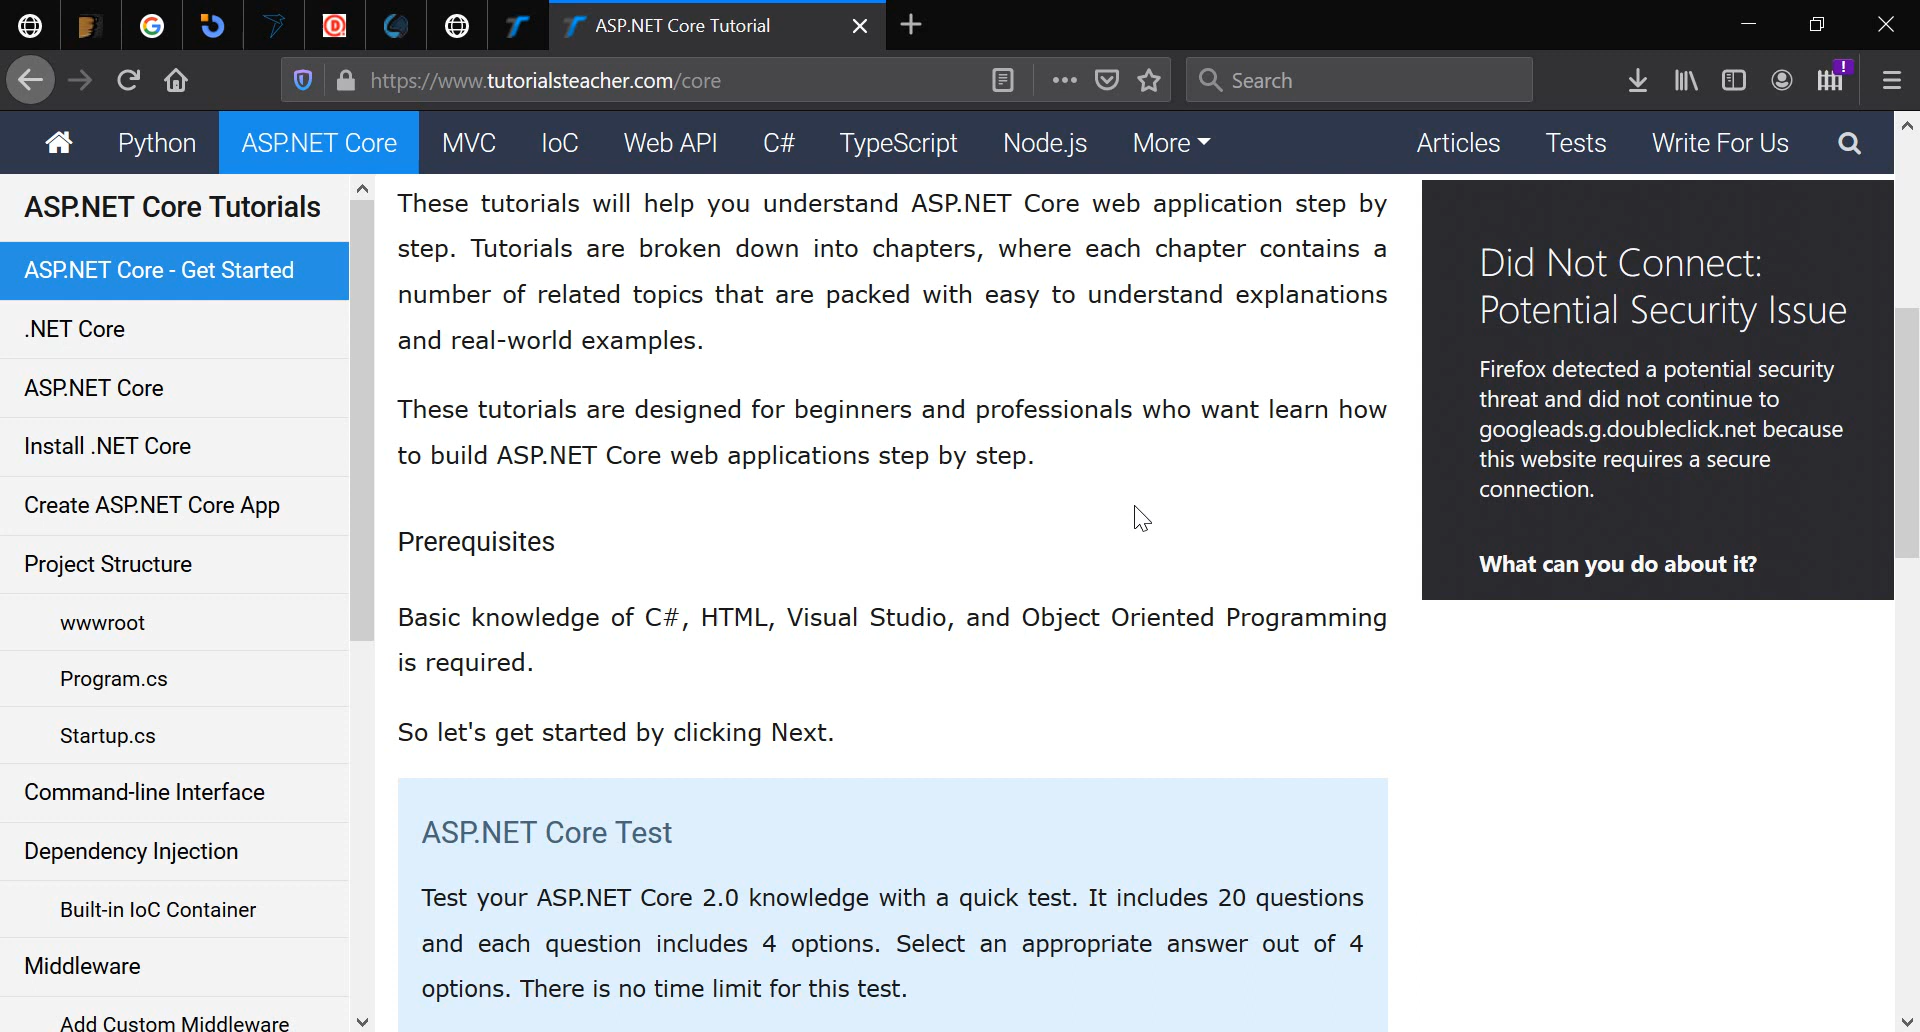 ASP.NET Core Tutorial
https://www.tutorialsteacher.com/core
Search
Python ASP.NET Core MVC IoC Web API C# TypeScript Node.js More Articles Tests Write For Us
ASP.NET Core Tutorials
ASP.NET Core - Get Started
.NET Core
ASP.NET Core
Install .NET Core
Create ASP.NET Core App
Project Structure
wwwroot
Program.cs
Startup.cs
Command-line Interface
Dependency Injection
Built-in IoC Container
Middleware
Add Custom Middleware
These tutorials will help you understand ASP.NET Core web application step by
step. Tutorials are broken down into chapters, where each chapter contains a
number of related topics that are packed with easy to understand explanations
and real-world examples.
These tutorials are designed for beginners and professionals who want learn how
to build ASP.NET Core web applications step by step.
Prerequisites
Basic knowledge of C#, HTML, Visual Studio, and Object Oriented Programming
is required.
So let's get started by clicking Next.
ASP.NET Core Test
Test your ASP.NET Core 2.0 knowledge with a quick test. It includes 20 questions
and each question includes 4 options. Select an appropriate answer out of 4
options. There is no time limit for this test.
Did Not Connect:
Potential Security Issue
Firefox detected a potential security
threat and did not continue to
googleads.g.doubleclick.net because
this website requires a secure
connection.
What can you do about it?